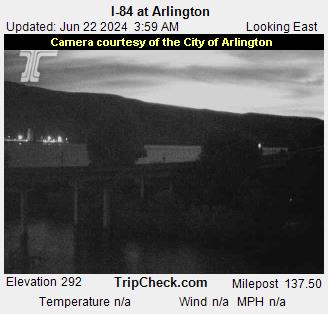 I-84 at Arlington
Updated: Jun 22 2024 3:59 AM Looking East
Camera courtesy of the City of Arlington
Elevation 292 TripCheck.com Milepost 137.50
Temperature n/a Wind n/a MPH n/a